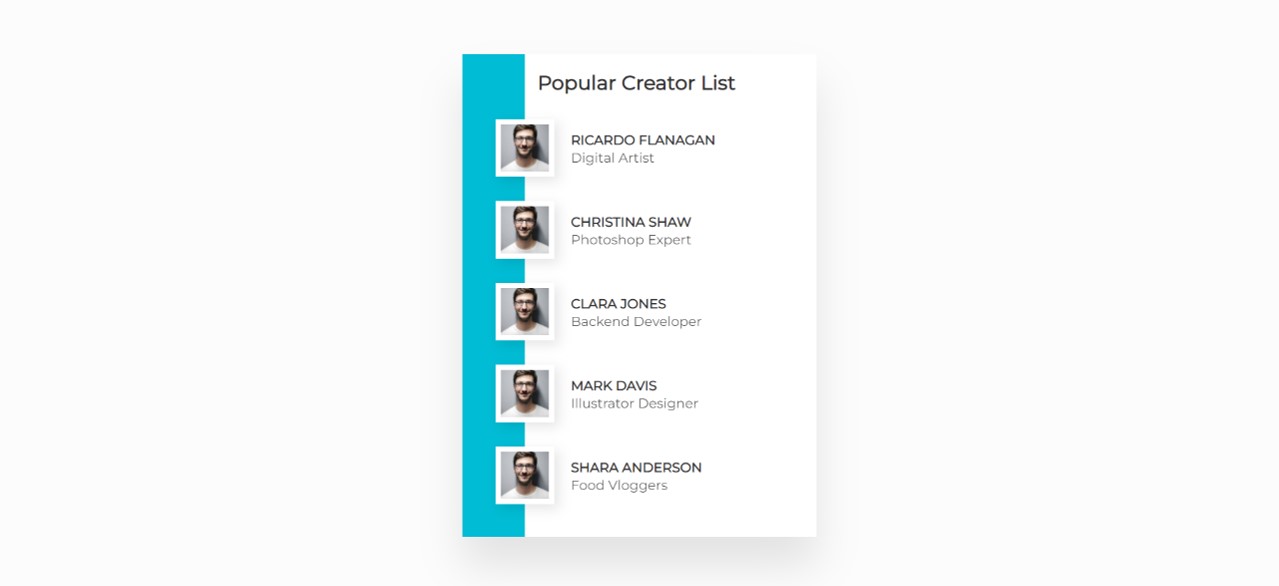 Popular Creator List
RICARDO FLANAGAN
Digital Artist
CHRISTINA SHAW
Photoshop Expert
CLARA JONES
Backend Developer
MARK DAVIS
Illustrator Designer
SHARA ANDERSON
Food Vloggers